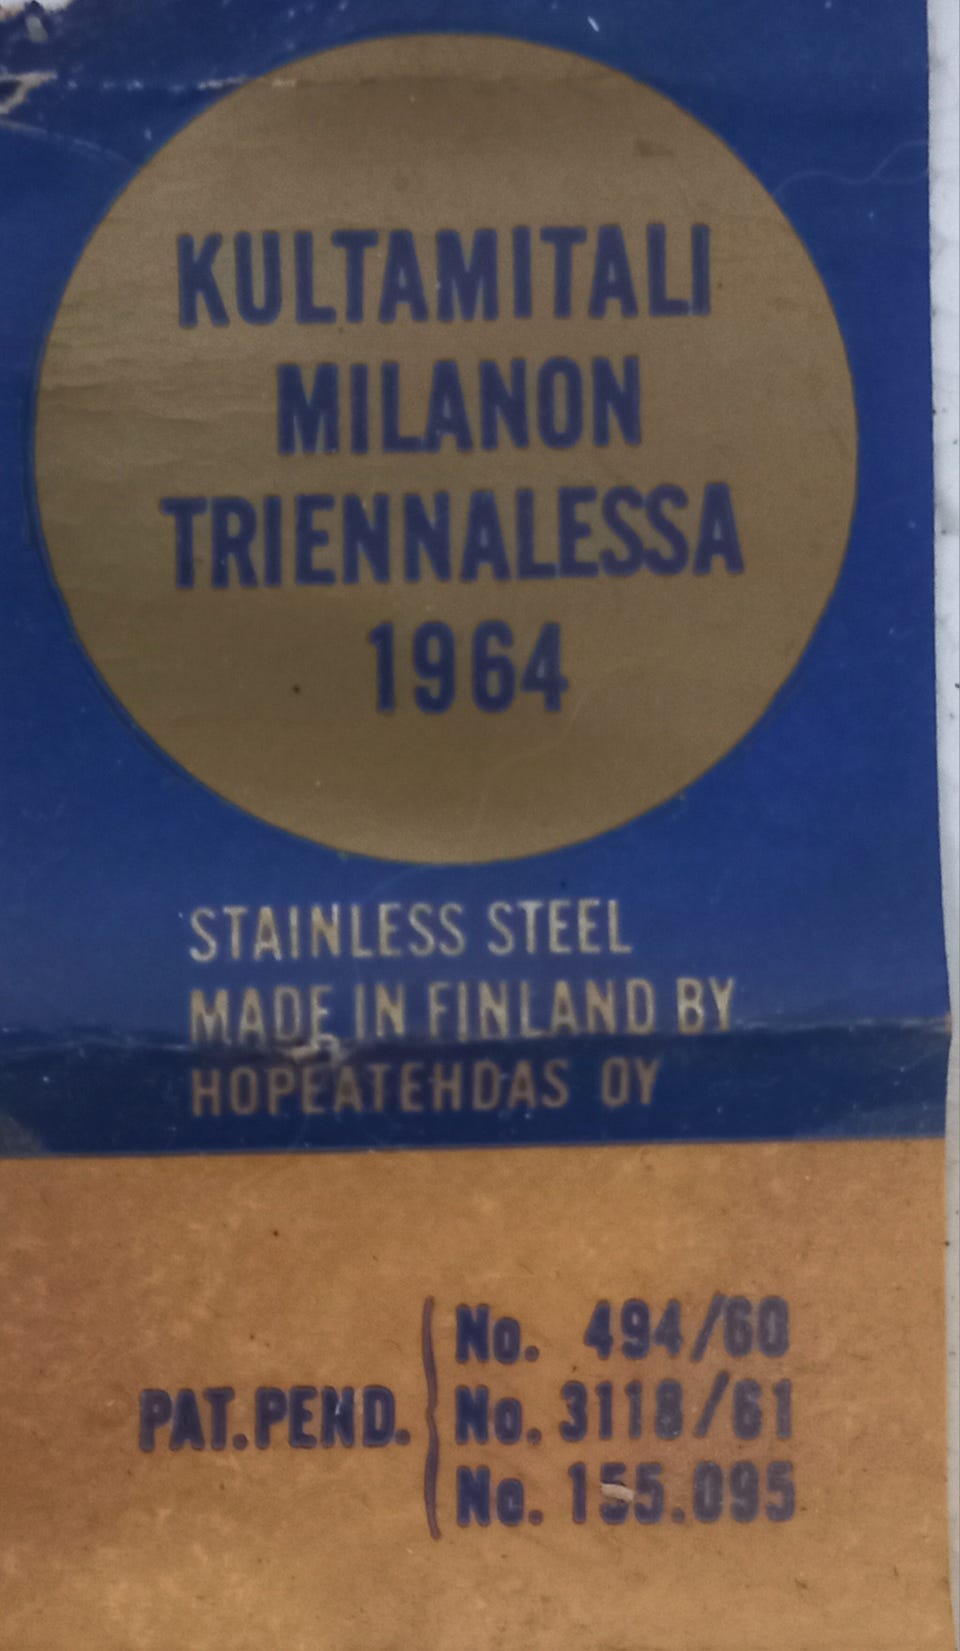 KULTAMITALI
MILANON
TRIENNALESSA
1964
STAINLESS STEEL
MADE IN FINLAND BY
HOPEATEHDAS OY
PAT.PEND.
No. 494/60
No. 3118/61
No. 155.095